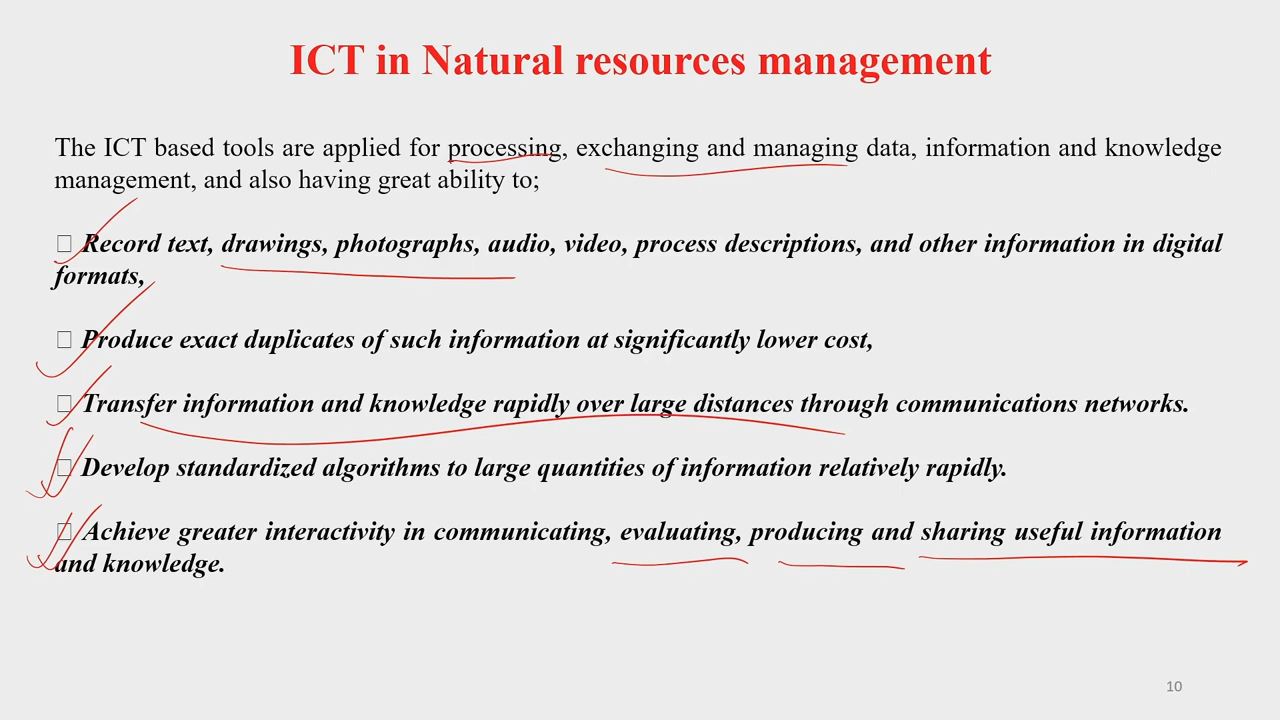 ICT in Natural resources management
The ICT based tools are applied for processing, exchanging and managing data, information and knowledge
management, and also having great ability to;
Record text, drawings, photographs, audio, video, process descriptions, and other information in digital
formats,
Produce exact duplicates of such information at significantly lower cost,
Transfer information and knowledge rapidly over large distances through communications networks.
Develop standardized algorithms to large quantities of information relatively rapidly.
Achieve greater interactivity in communicating, evaluating, producing and sharing useful information
and knowledge.
10